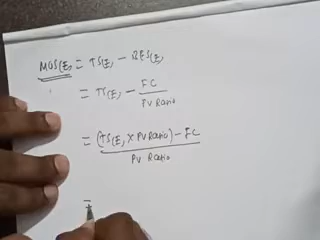 MOS(₹) = TS(₹) - BES(₹)
= TS(₹) - FC / PV Ratio
= (TS(₹) × PV Ratio) - FC / PV Ratio
=